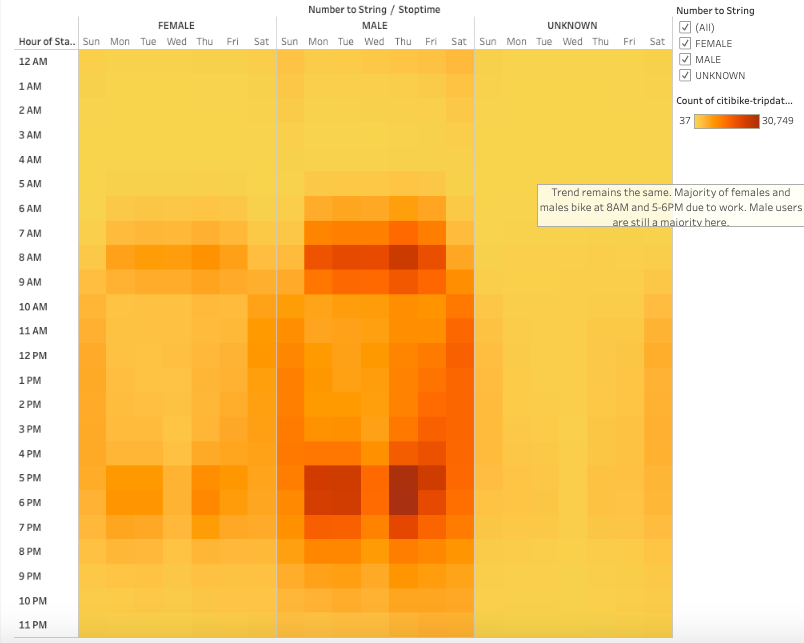 Number to String / Stoptime
FEMALE MALE UNKNOWN
Hour of Sta.. Sun Mon Tue Wed Thu Fri Sat Sun Mon Tue Wed Thu Fri Sat Sun Mon Tue Wed Thu Fri Sat
12 AM
1 AM
2 AM
3 AM
4 AM
5 AM
6 AM
7 AM
8 AM
9 AM
10 AM
11 AM
12 PM
1 PM
2 PM
3 PM
4 PM
5 PM
6 PM
7 PM
8 PM
9 PM
10 PM
11 PM
Number to String
(All)
FEMALE
MALE
UNKNOWN
Count of citibike-tripdat...
37 30,749
Trend remains the same. Majority of females and
males bike at 8AM and 5-6PM due to work. Male users
are still a majority here.